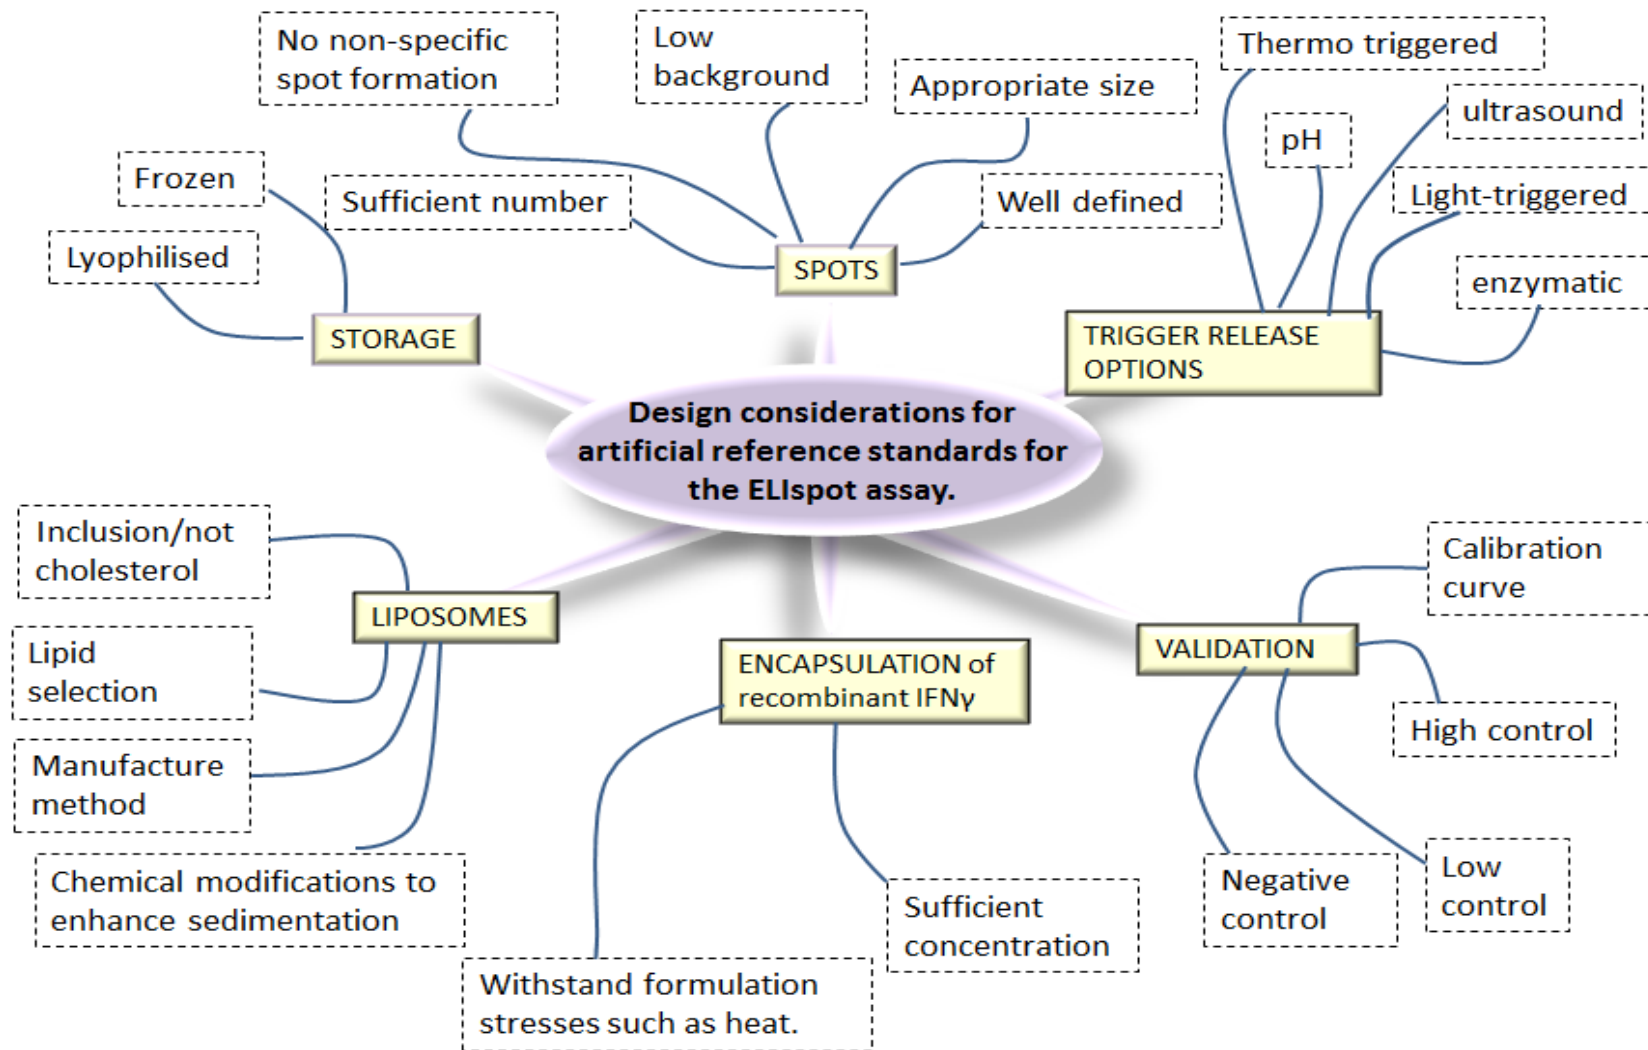 No non-specific
spot formation
Low
background
Appropriate size
Thermo triggered
ultrasound
pH
Frozen
Sufficient number
Well defined
Light-triggered
Lyophilised
SPOTS
enzymatic
STORAGE
TRIGGER RELEASE
OPTIONS
Design considerations for
artificial reference standards for
the ELIspot assay.
Inclusion/not
cholesterol
LIPOSOMES
Lipid
selection
Manufacture
method
Chemical modifications to
enhance sedimentation
ENCAPSULATION of
recombinant IFNγ
Withstand formulation
stresses such as heat.
Sufficient
concentration
VALIDATION
Calibration
curve
High control
Negative
control
Low
control